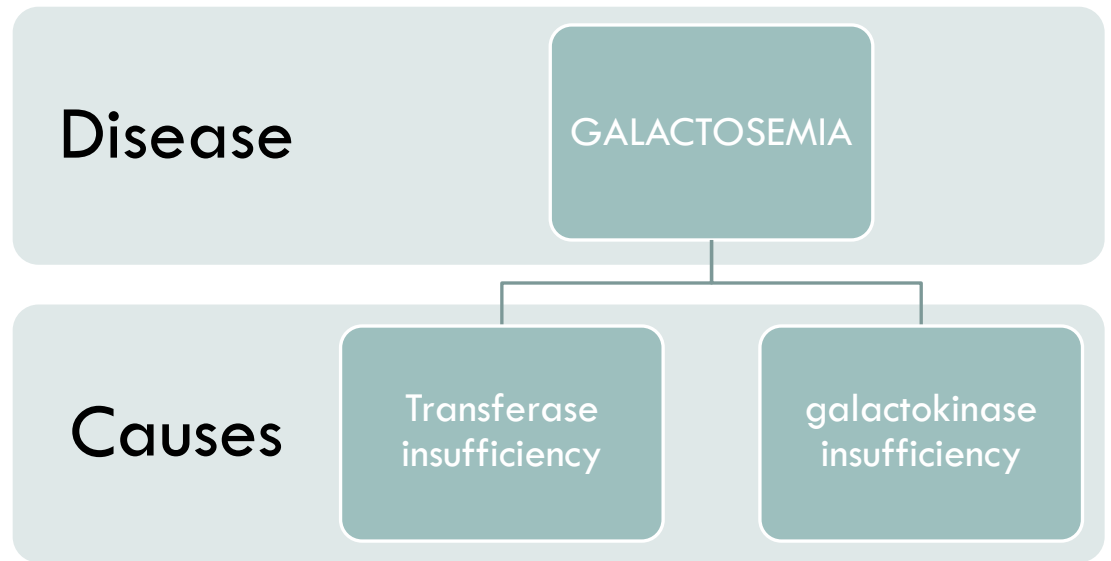 Disease
GALACTOSEMIA
Causes
Transferase
insufficiency
galactokinase
insufficiency